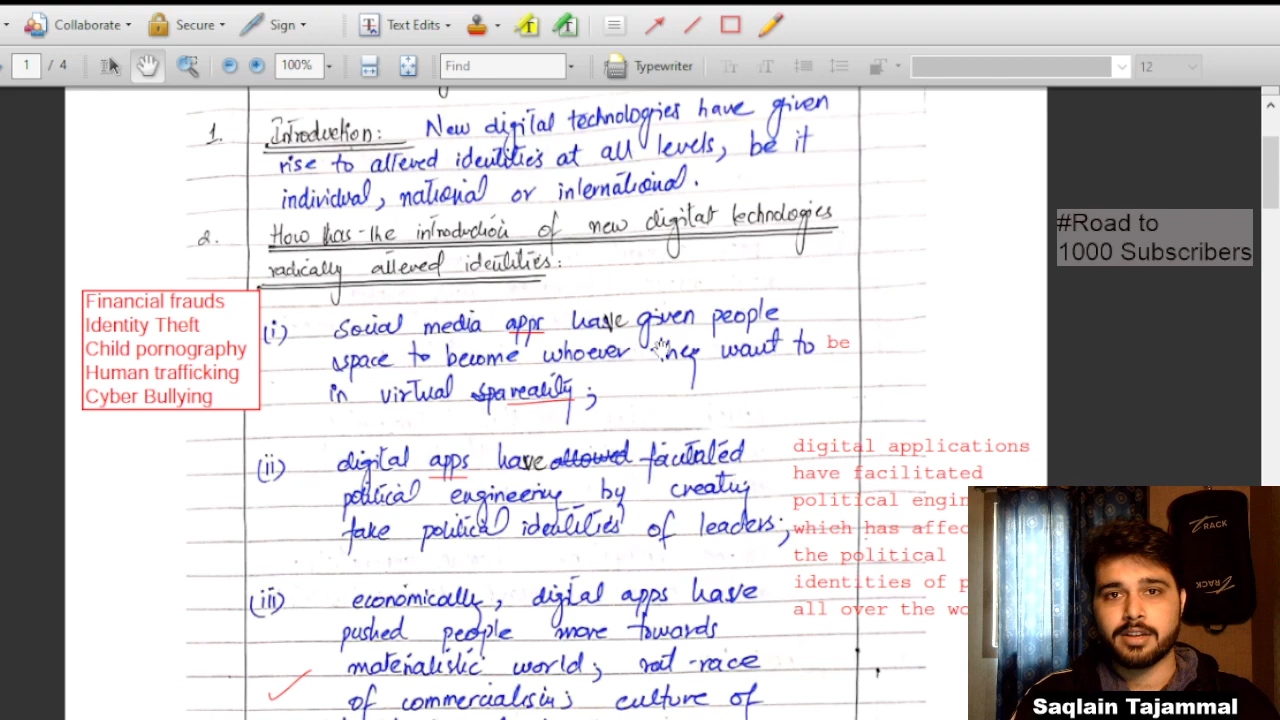 Collaborate
Secure
Sign
Text Edits
1 / 4
100%
Find
Typewriter
12
1. Introduction: New digital technologies have given
rise to altered identities at all levels, be it
individual, national or international.
2. How has the introduction of new digital technologies
radically altered identities:
Financial frauds
Identity Theft
Child pornography
Human trafficking
Cyber Bullying
(i) Social media apps have given people
space to become whoever they want to be
in virtual reality;
(ii) digital apps have allowed faciltated
political engineering by creating
fake political identities of leaders;
digital applications
have facilitated
political engin
which has affec
the political
identities of p
all over the wo
(iii) economically, digital apps have
pushed people more towards
materialistic world; rat-race
of commercialism; culture of
#Road to
1000 Subscribers
TRACK
TRACK
Saqlain Tajammal